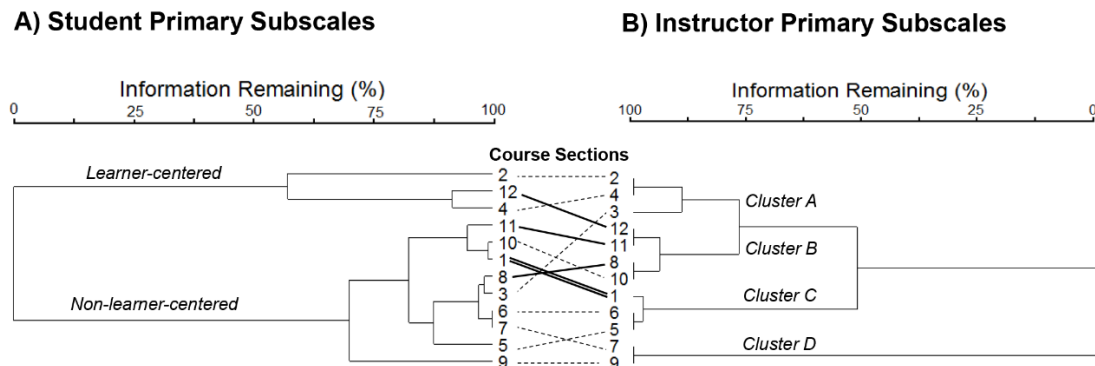 A) Student Primary Subscales
B) Instructor Primary Subscales
Information Remaining (%)
Information Remaining (%)
0 25 50 75 100
100 75 50 25 0
Course Sections
Learner-centered
Non-learner-centered
2 2
12 4
4 3
11 12
10 11
1 8
8 10
3 1
6 6
7 5
5 7
9 9
Cluster A
Cluster B
Cluster C
Cluster D